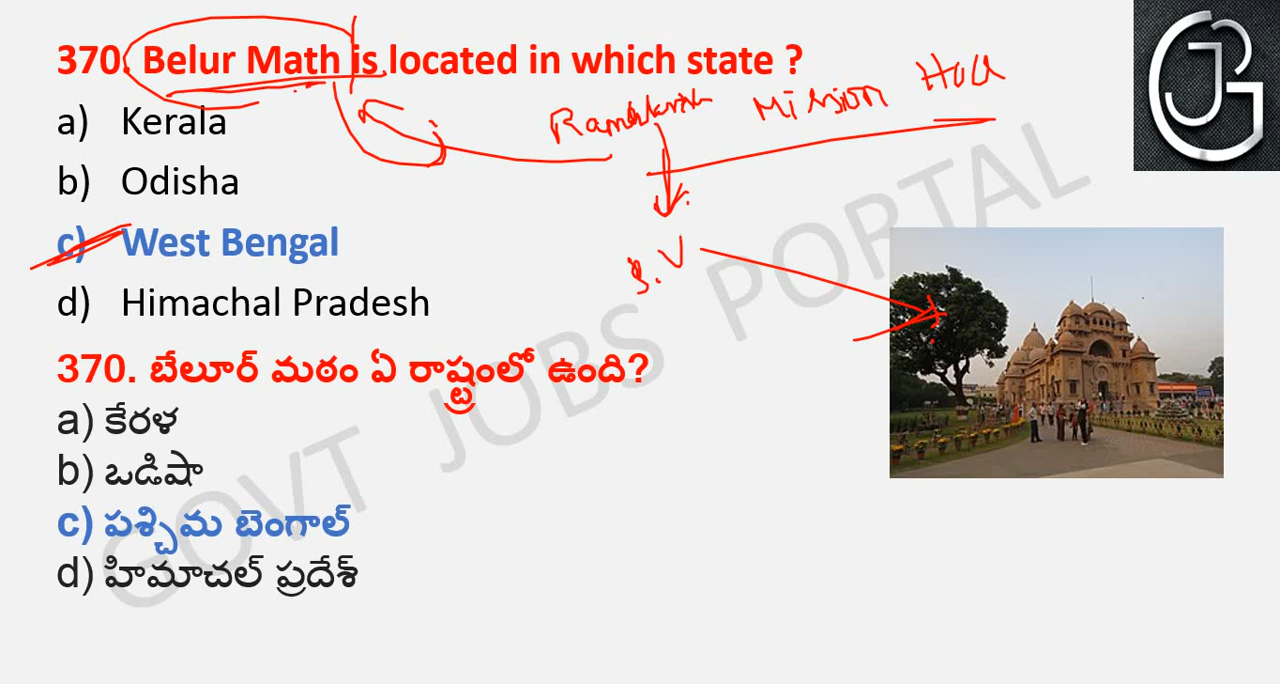 370. Belur Math is located in which state ?
a) Kerala
b) Odisha
c) West Bengal
d) Himachal Pradesh
370. బేలూర్ మఠం ఏ రాష్ట్రంలో ఉంది?
a) కేరళ
b) ఒడిషా
c) పశ్చిమ బెంగాల్
d) హిమాచల్ ప్రదేశ్
Mission
S.V
GOVT JOBS PORTAL